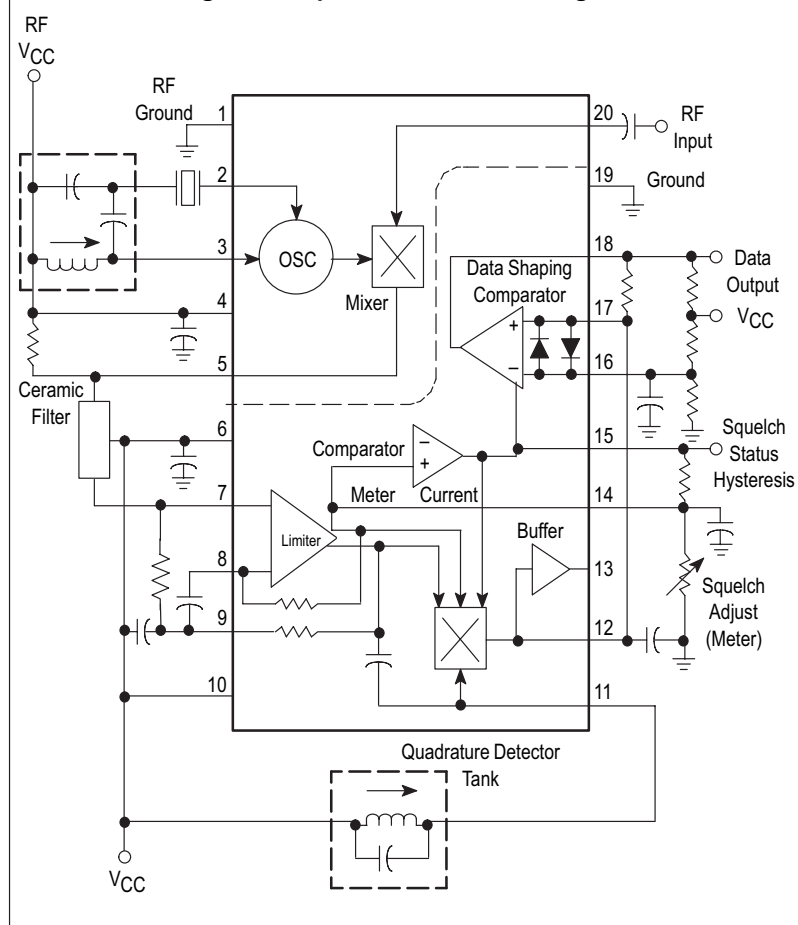 RF
VCC
RF
Ground
1
20
RF
Input
2
19
Ground
3
OSC
Mixer
18
Data
Output
Data Shaping
Comparator
4
17
+
VCC
5
16
–
Ceramic
Filter
6
Comparator
–
+
15
Squelch
Status
Hysteresis
7
Meter Current
14
Limiter
8
Buffer
13
Squelch
Adjust
(Meter)
9
12
10
11
Quadrature Detector
Tank
VCC